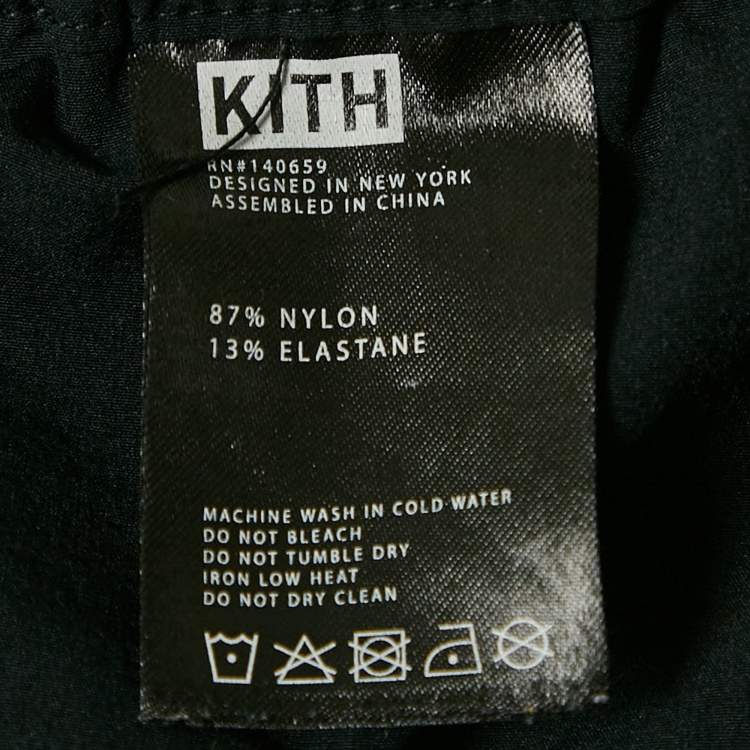 KITH
RN#140659
DESIGNED IN NEW YORK
ASSEMBLED IN CHINA
87% NYLON
13% ELASTANE
MACHINE WASH IN COLD WATER
DO NOT BLEACH
DO NOT TUMBLE DRY
IRON LOW HEAT
DO NOT DRY CLEAN